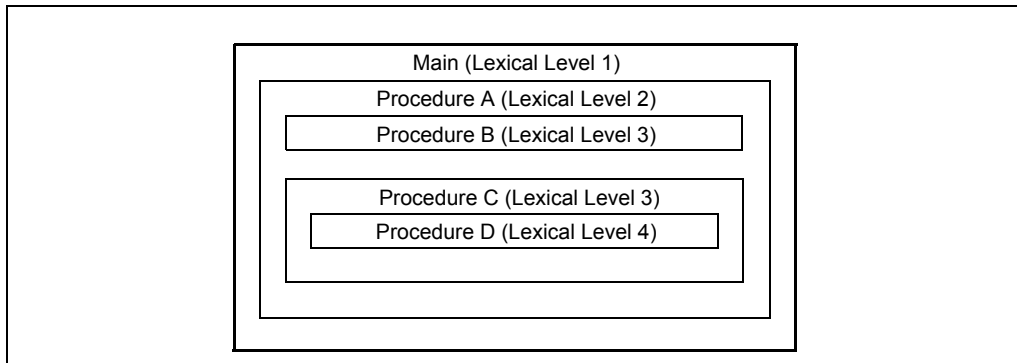 Main (Lexical Level 1)
Procedure A (Lexical Level 2)
Procedure B (Lexical Level 3)
Procedure C (Lexical Level 3)
Procedure D (Lexical Level 4)